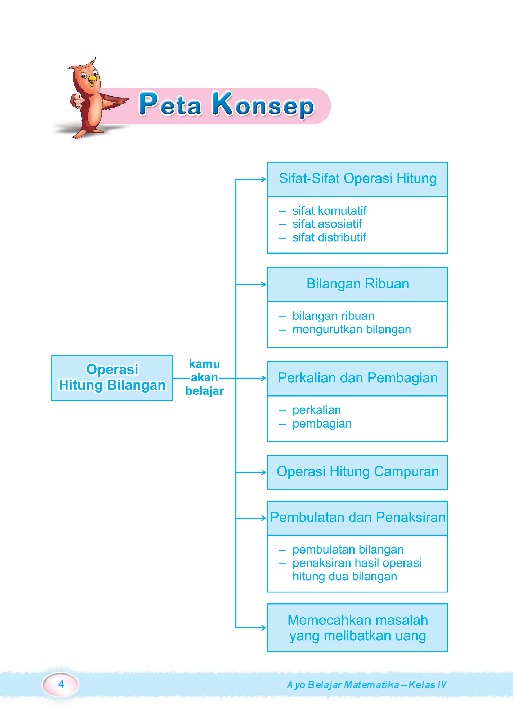 Peta Konsep
Sifat-Sifat Operasi Hitung
– sifat komutatif
– sifat asosiatif
– sifat distributif
Bilangan Ribuan
– bilangan ribuan
– mengurutkan bilangan
Operasi
Hitung Bilangan
kamu
akan
belajar
Perkalian dan Pembagian
– perkalian
– pembagian
Operasi Hitung Campuran
Pembulatan dan Penaksiran
– pembulatan bilangan
– penaksiran hasil operasi
hitung dua bilangan
Memecahkan masalah
yang melibatkan uang
4
Ayo Belajar Matematika – Kelas IV